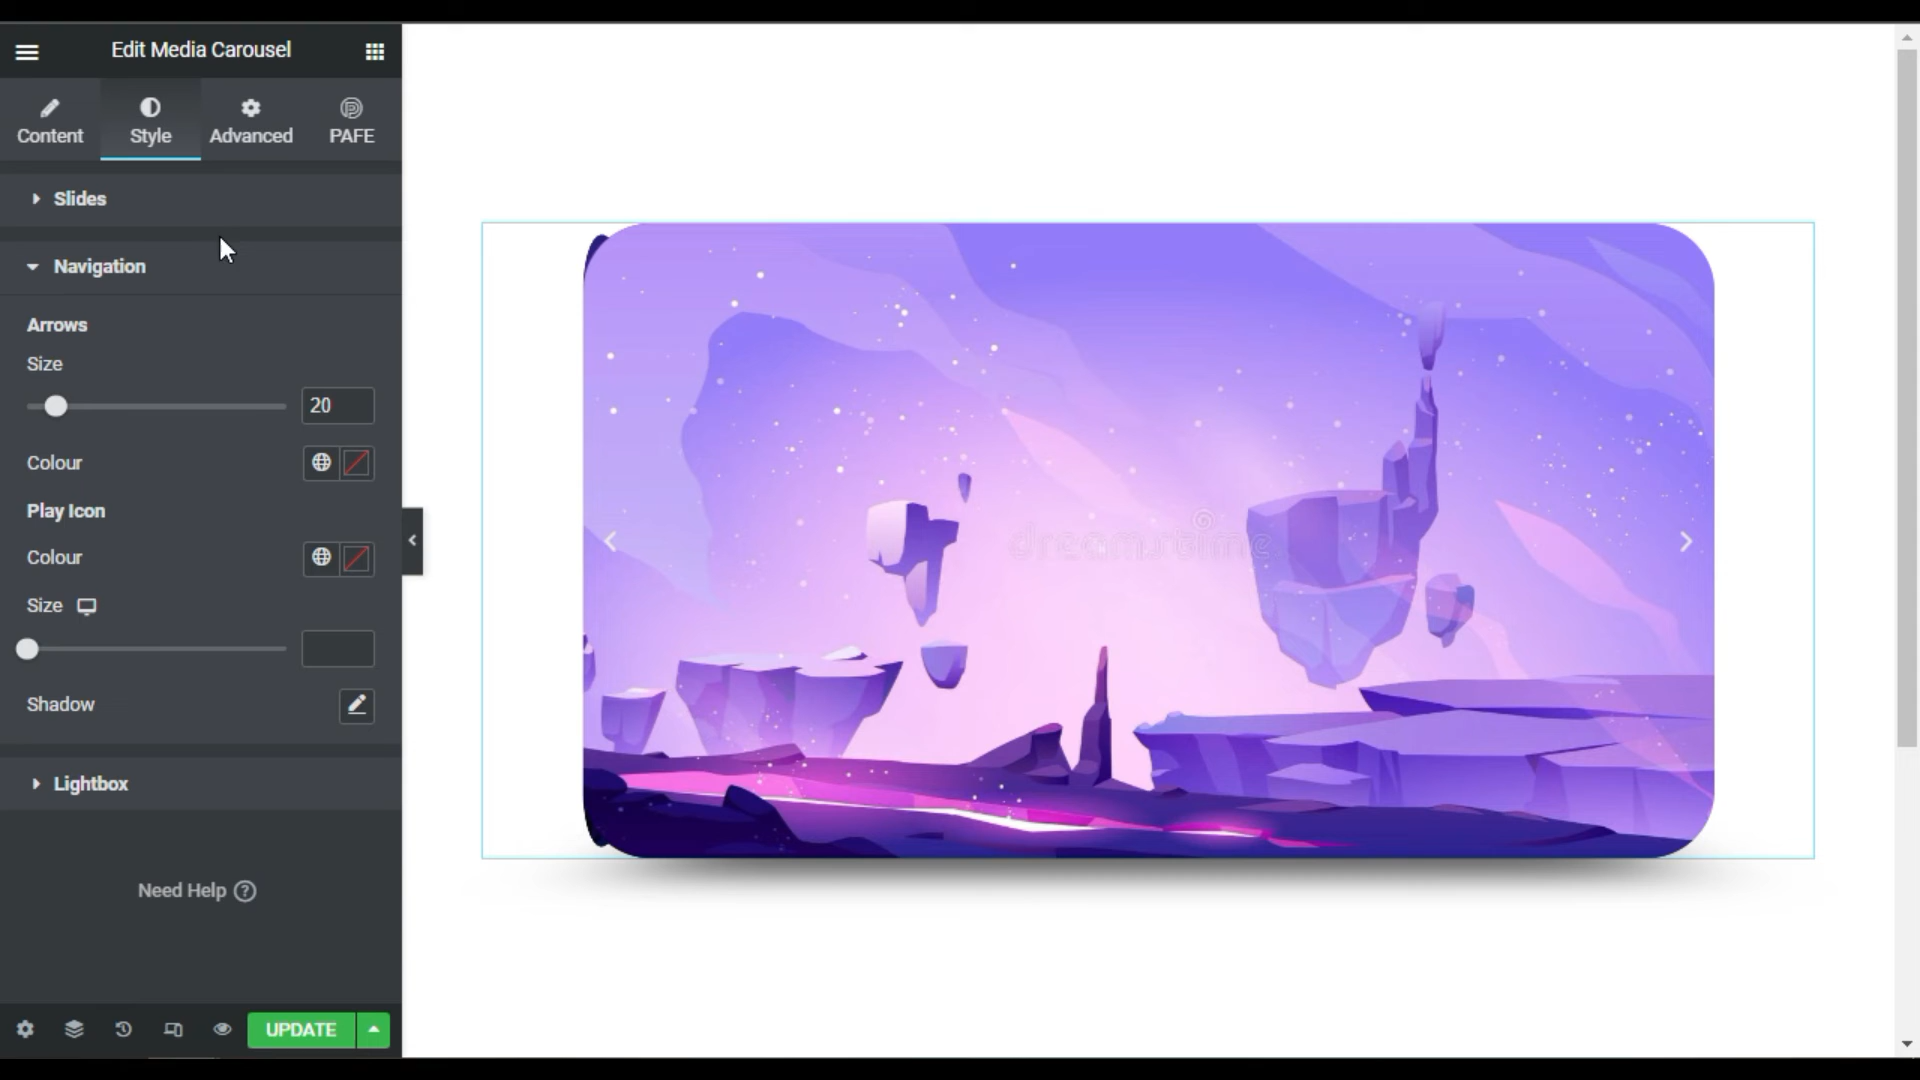 Edit Media Carousel
Content
Style
Advanced
PAFE
Slides
Navigation
Arrows
Size
20
Colour
Play Icon
Colour
Size
Shadow
Lightbox
Need Help
UPDATE
dreamstime